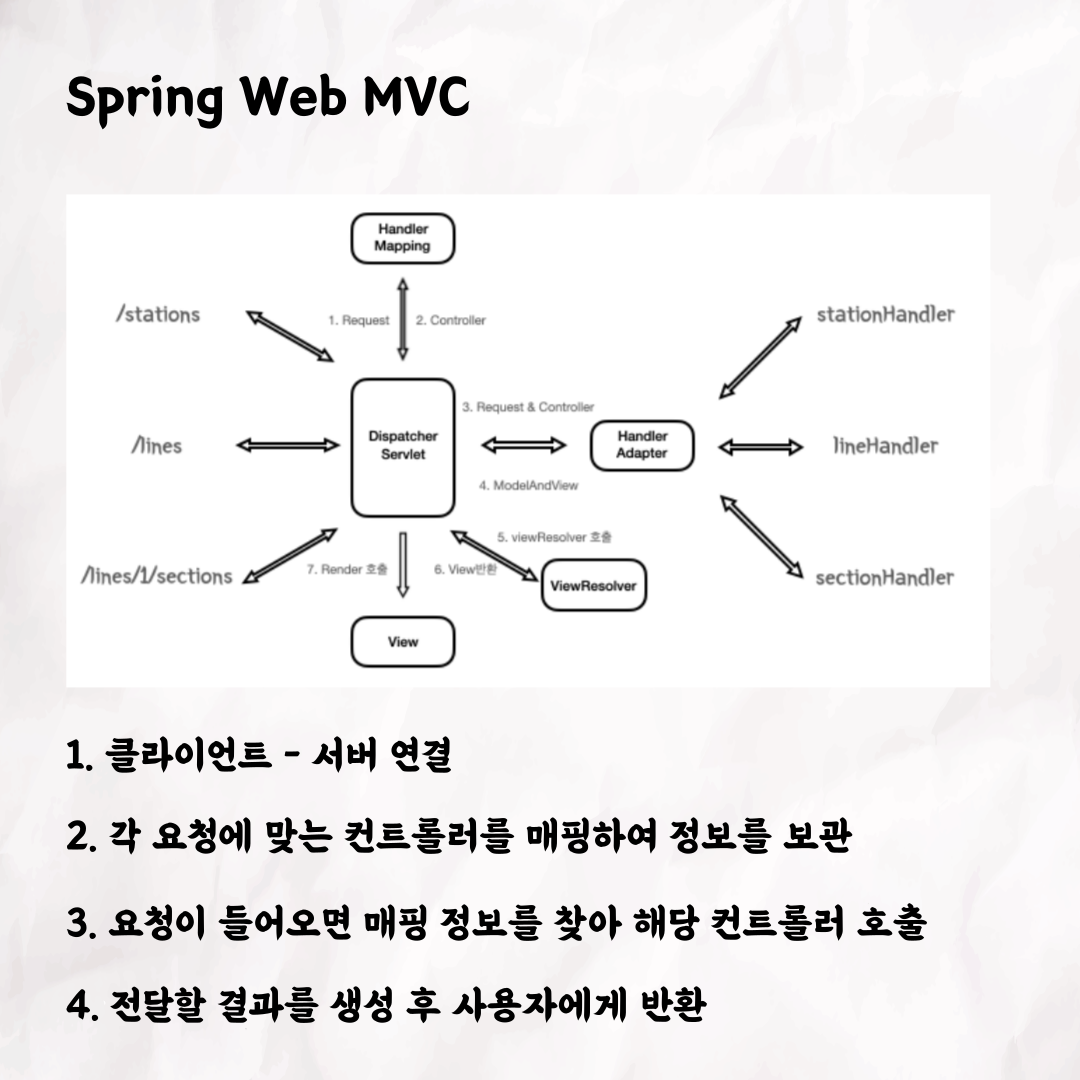 Spring Web MVC
Handler
Mapping
/stations
1. Request
2. Controller
stationHandler
3. Request & Controller
/lines
Dispatcher
Servlet
Handler
Adapter
lineHandler
4. ModelAndView
5. viewResolver 호출
/lines/1/sections
7. Render 호출
6. View반환
ViewResolver
sectionHandler
View
1. 클라이언트 - 서버 연결
2. 각 요청에 맞는 컨트롤러를 매핑하여 정보를 보관
3. 요청이 들어오면 매핑 정보를 찾아 해당 컨트롤러 호출
4. 전달할 결과를 생성 후 사용자에게 반환